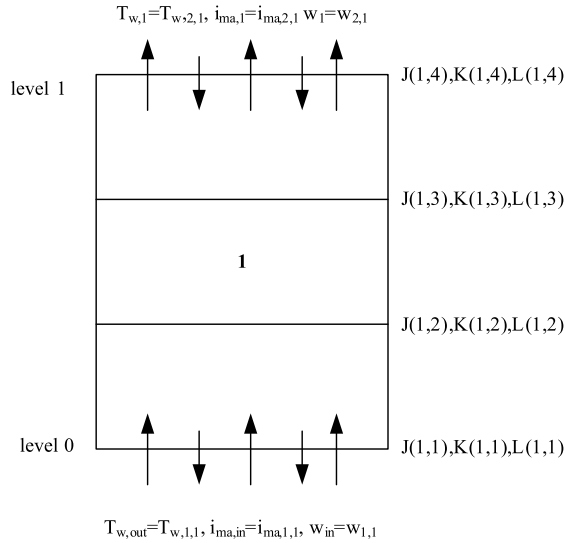 T_w,1=T_w,2,1, i_ma,1=i_ma,2,1 w_1=w_2,1
level 1
J(1,4),K(1,4),L(1,4)
J(1,3),K(1,3),L(1,3)
1
J(1,2),K(1,2),L(1,2)
level 0
J(1,1),K(1,1),L(1,1)
T_w,out=T_w,1,1, i_ma,in=i_ma,1,1, w_in=w_1,1